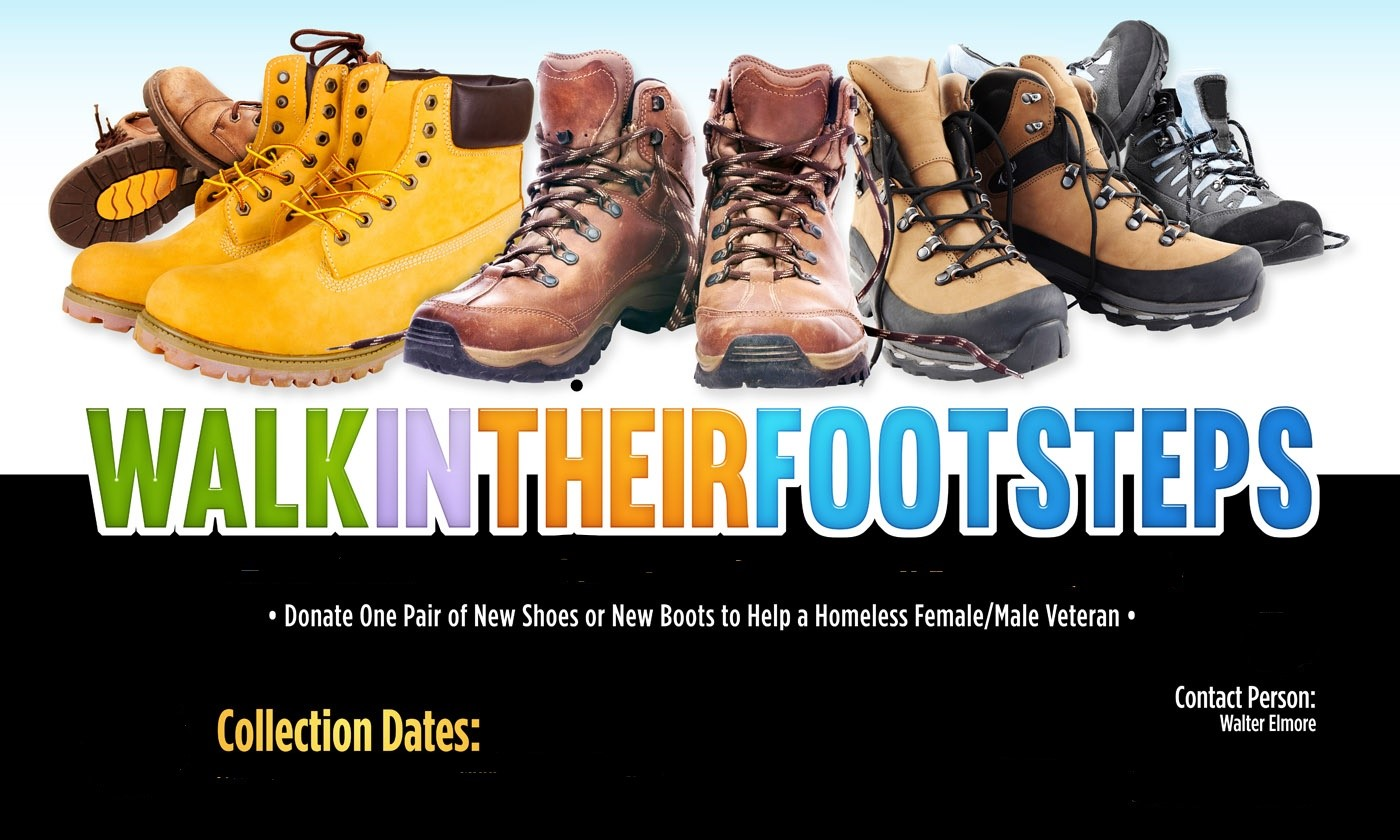 WALKINTHEIRFOOTSTEPS
• Donate One Pair of New Shoes or New Boots to Help a Homeless Female/Male Veteran •
Collection Dates:
Contact Person:
Walter Elmore